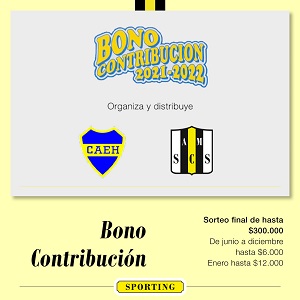 BONO
CONTRIBUCION
2021-2022
Organiza y distribuye
CAEH
A
S M S
C
Bono
Contribución
Sorteo final de hasta
$300.000
De junio a diciembre
hasta $6.000
Enero hasta $12.000
SPORTING